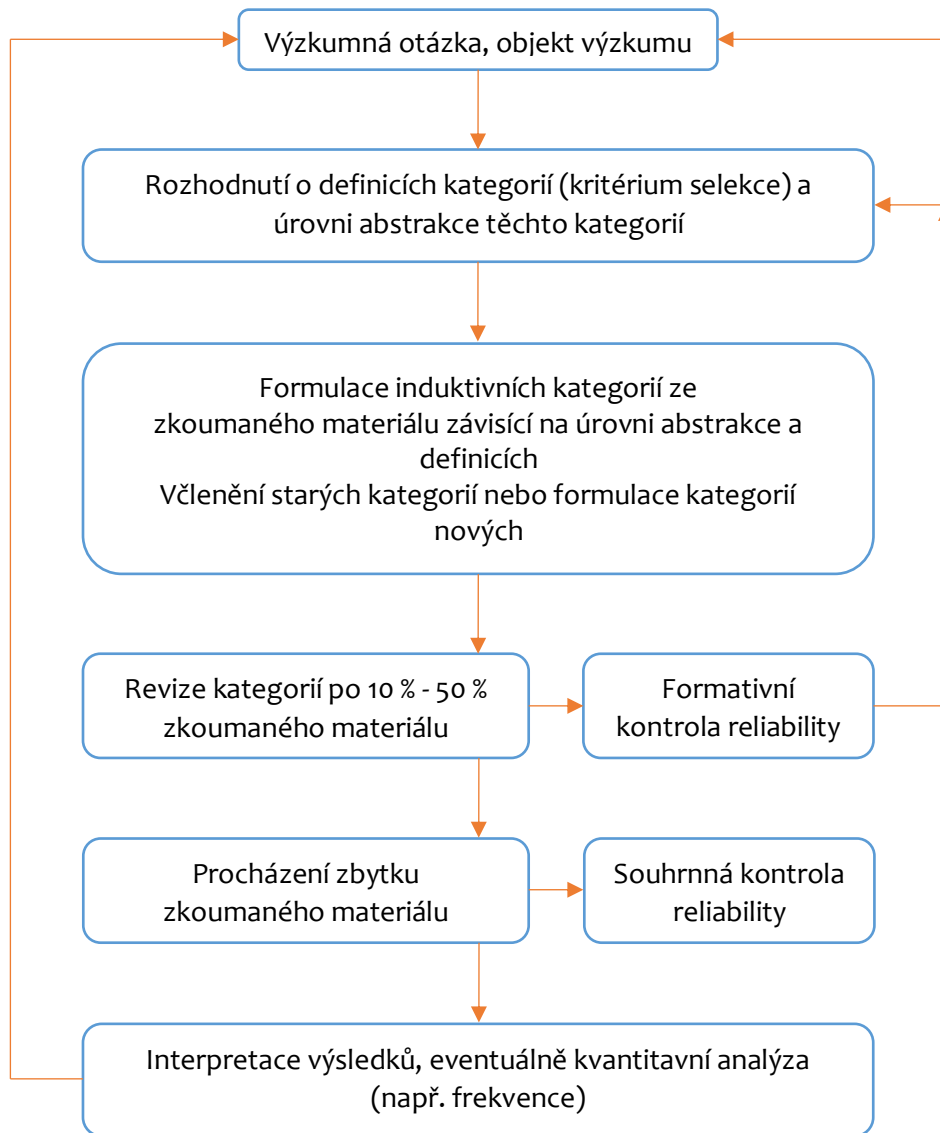 Výzkumná otázka, objekt výzkumu
Rozhodnutí o definicích kategorií (kritérium selekce) a
úrovni abstrakce těchto kategorií
Formulace induktivních kategorií ze
zkoumaného materiálu závisící na úrovni abstrakce a
definicích
Včlenění starých kategorií nebo formulace kategorií
nových
Revize kategorií po 10 % - 50 %
zkoumaného materiálu
Formativní
kontrola reliability
Procházení zbytku
zkoumaného materiálu
Souhrnná kontrola
reliability
Interpretace výsledků, eventuálně kvantitavní analýza
(např. frekvence)